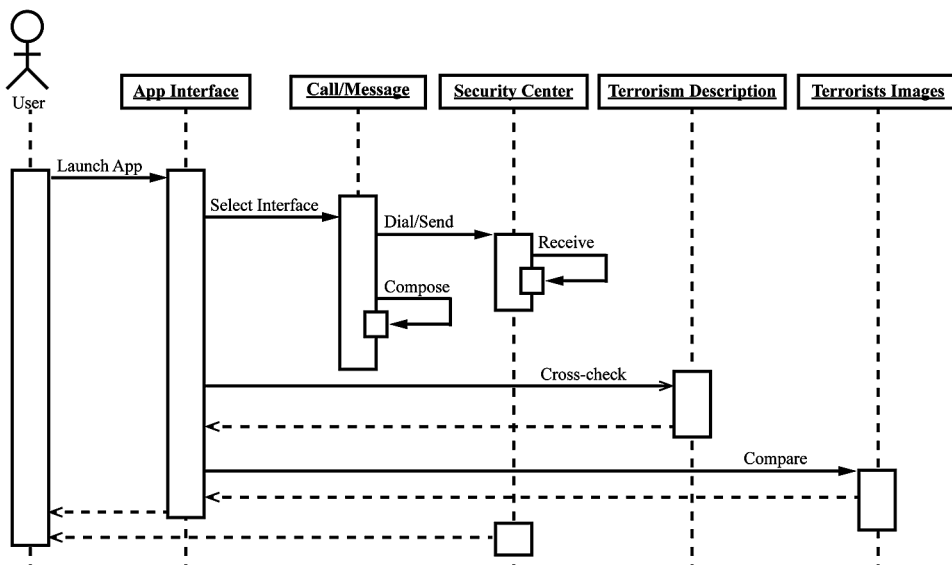 User
App Interface
Call/Message
Security Center
Terrorism Description
Terrorists Images
Launch App
Select Interface
Dial/Send
Receive
Compose
Cross-check
Compare